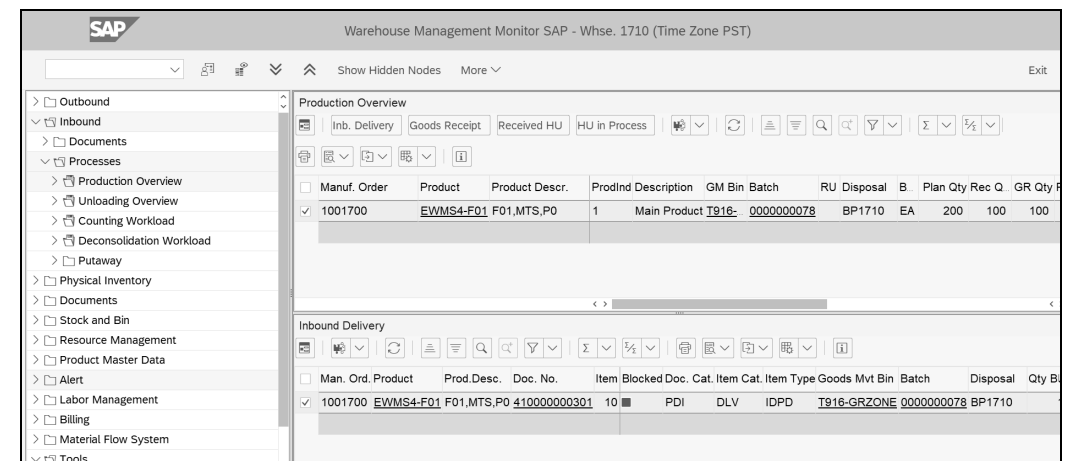 SAP
Warehouse Management Monitor SAP - Whse. 1710 (Time Zone PST)
Show Hidden Nodes More Exit
Outbound
Inbound
Documents
Processes
Production Overview
Unloading Overview
Counting Workload
Deconsolidation Workload
Putaway
Physical Inventory
Documents
Stock and Bin
Resource Management
Product Master Data
Alert
Labor Management
Billing
Material Flow System
Tools
Production Overview
Inb. Delivery Goods Receipt Received HU HU in Process
Manuf. Order Product Product Descr. ProdInd Description GM Bin Batch RU Disposal B... Plan Qty Rec Q... GR Qty
1001700 EWMS4-F01 F01,MTS,P0 1 Main Product T916-... 0000000078 BP1710 EA 200 100 100
Inbound Delivery
Man. Ord. Product Prod.Desc. Doc. No. Item Blocked Doc. Cat. Item Cat. Item Type Goods Mvt Bin Batch Disposal Qty
1001700 EWMS4-F01 F01,MTS,P0 410000000301 10 PDI DLV IDPD T916-GRZONE 0000000078 BP1710